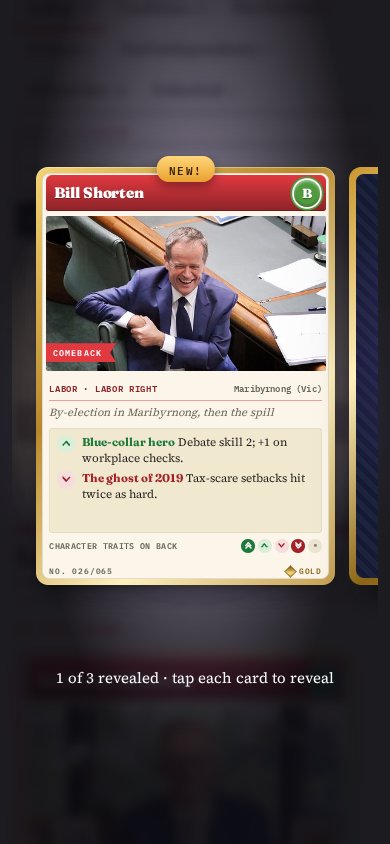 NEW!
Bill Shorten
B
COMEBACK
LABOR · LABOR RIGHT
Maribyrnong (Vic)
By-election in Maribyrnong, then the spill
Blue-collar hero Debate skill 2; +1 on
workplace checks.
The ghost of 2019 Tax-scare setbacks hit
twice as hard.
CHARACTER TRAITS ON BACK
NO. 026/065
GOLD
1 of 3 revealed · tap each card to reveal